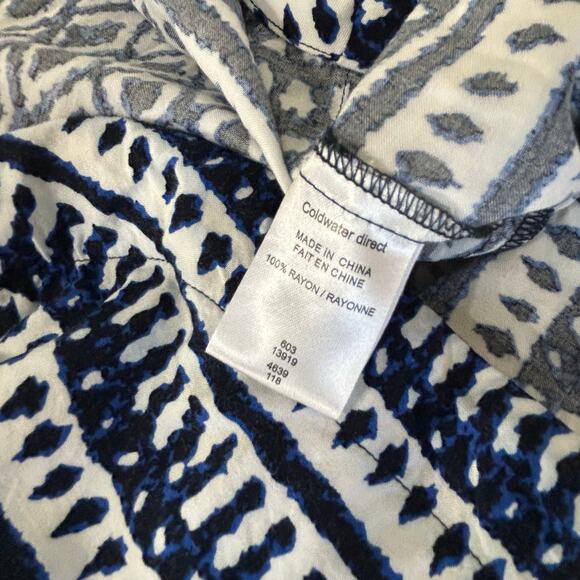 Coldwater direct
MADE IN CHINA
FAIT EN CHINE
100% RAYON / RAYONNE
603
13919
4639
118